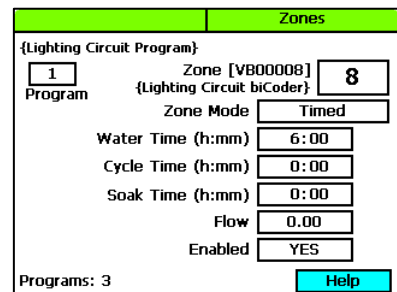 Zones
{Lighting Circuit Program}
1 Zone [VB00008] 8
Program {Lighting Circuit biCoder}
Zone Mode Timed
Water Time (h:mm) 6:00
Cycle Time (h:mm) 0:00
Soak Time (h:mm) 0:00
Flow 0.00
Enabled YES
Programs: 3 Help